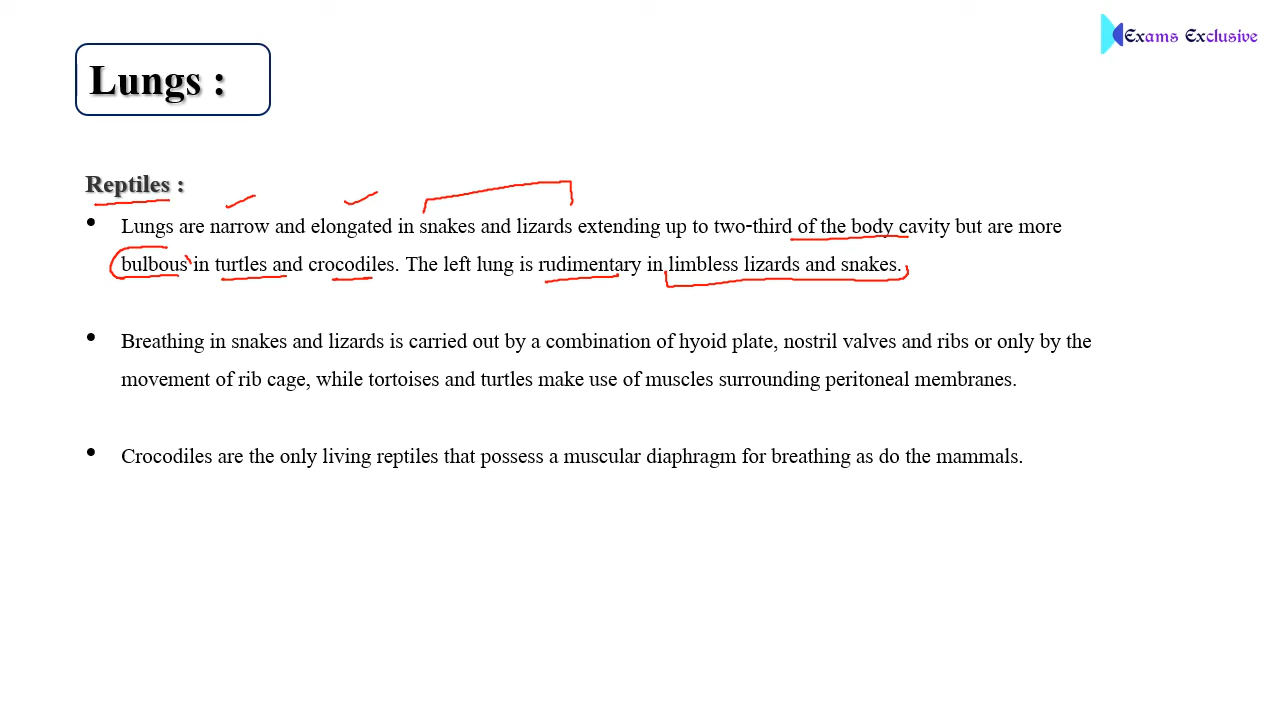 Exams Exclusive
Lungs :
Reptiles :
• Lungs are narrow and elongated in snakes and lizards extending up to two-third of the body cavity but are more
bulbous in turtles and crocodiles. The left lung is rudimentary in limbless lizards and snakes.
• Breathing in snakes and lizards is carried out by a combination of hyoid plate, nostril valves and ribs or only by the
movement of rib cage, while tortoises and turtles make use of muscles surrounding peritoneal membranes.
• Crocodiles are the only living reptiles that possess a muscular diaphragm for breathing as do the mammals.